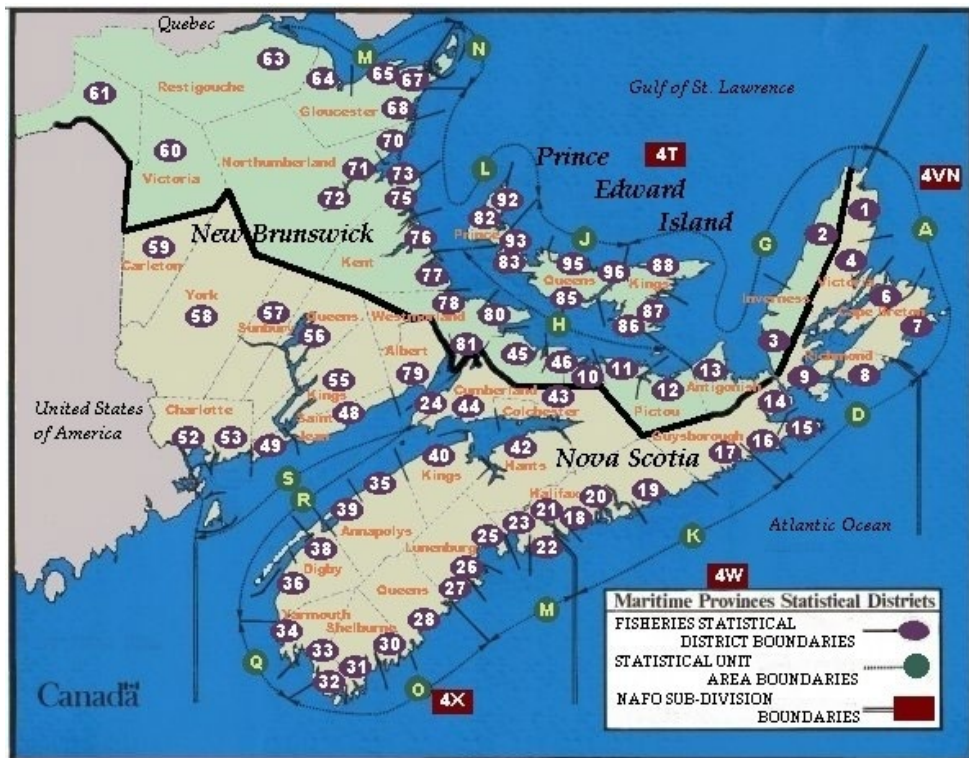 Quebec
M
N
63
65
67
64
Restigouche
61
Gloucester
68
Gulf of St. Lawrence
60
Victoria
Northumberland
70
71
73
72
75
L
Prince
4T
Edward
Island
92
82
Prince
93
83
4VN
1
2
A
4
Victoria
G
J
59
Carleton
New Brunswick
76
Kent
95
96
88
Queens
Kings
85
87
86
Inverness
6
Cape Breton
7
York
58
57
Sunbury
Queens
56
77
78
Westmorland
80
H
81
Albert
79
45
46
10
11
12
13
Antigonish
Pictou
3
Richmond
9
8
55
Kings
48
Saint
Jean
24
Cumberland
44
43
Colchester
14
15
D
16
17
Guysborough
United States
of America
Charlotte
52
53
49
S
R
40
Kings
42
Hants
Nova Scotia
35
39
Annapolys
38
Digby
36
Halifax
20
19
21
18
23
22
25
Lunenburg
26
27
Queens
28
Atlantic Ocean
K
4W
M
34
Yarmouth
Shelburne
33
30
31
32
Q
O
4X
Canada
Maritime Provinces Statistical Districts
FISHERIES STATISTICAL
DISTRICT BOUNDARIES
STATISTICAL UNIT
AREA BOUNDARIES
NAFO SUB-DIVISION
BOUNDARIES